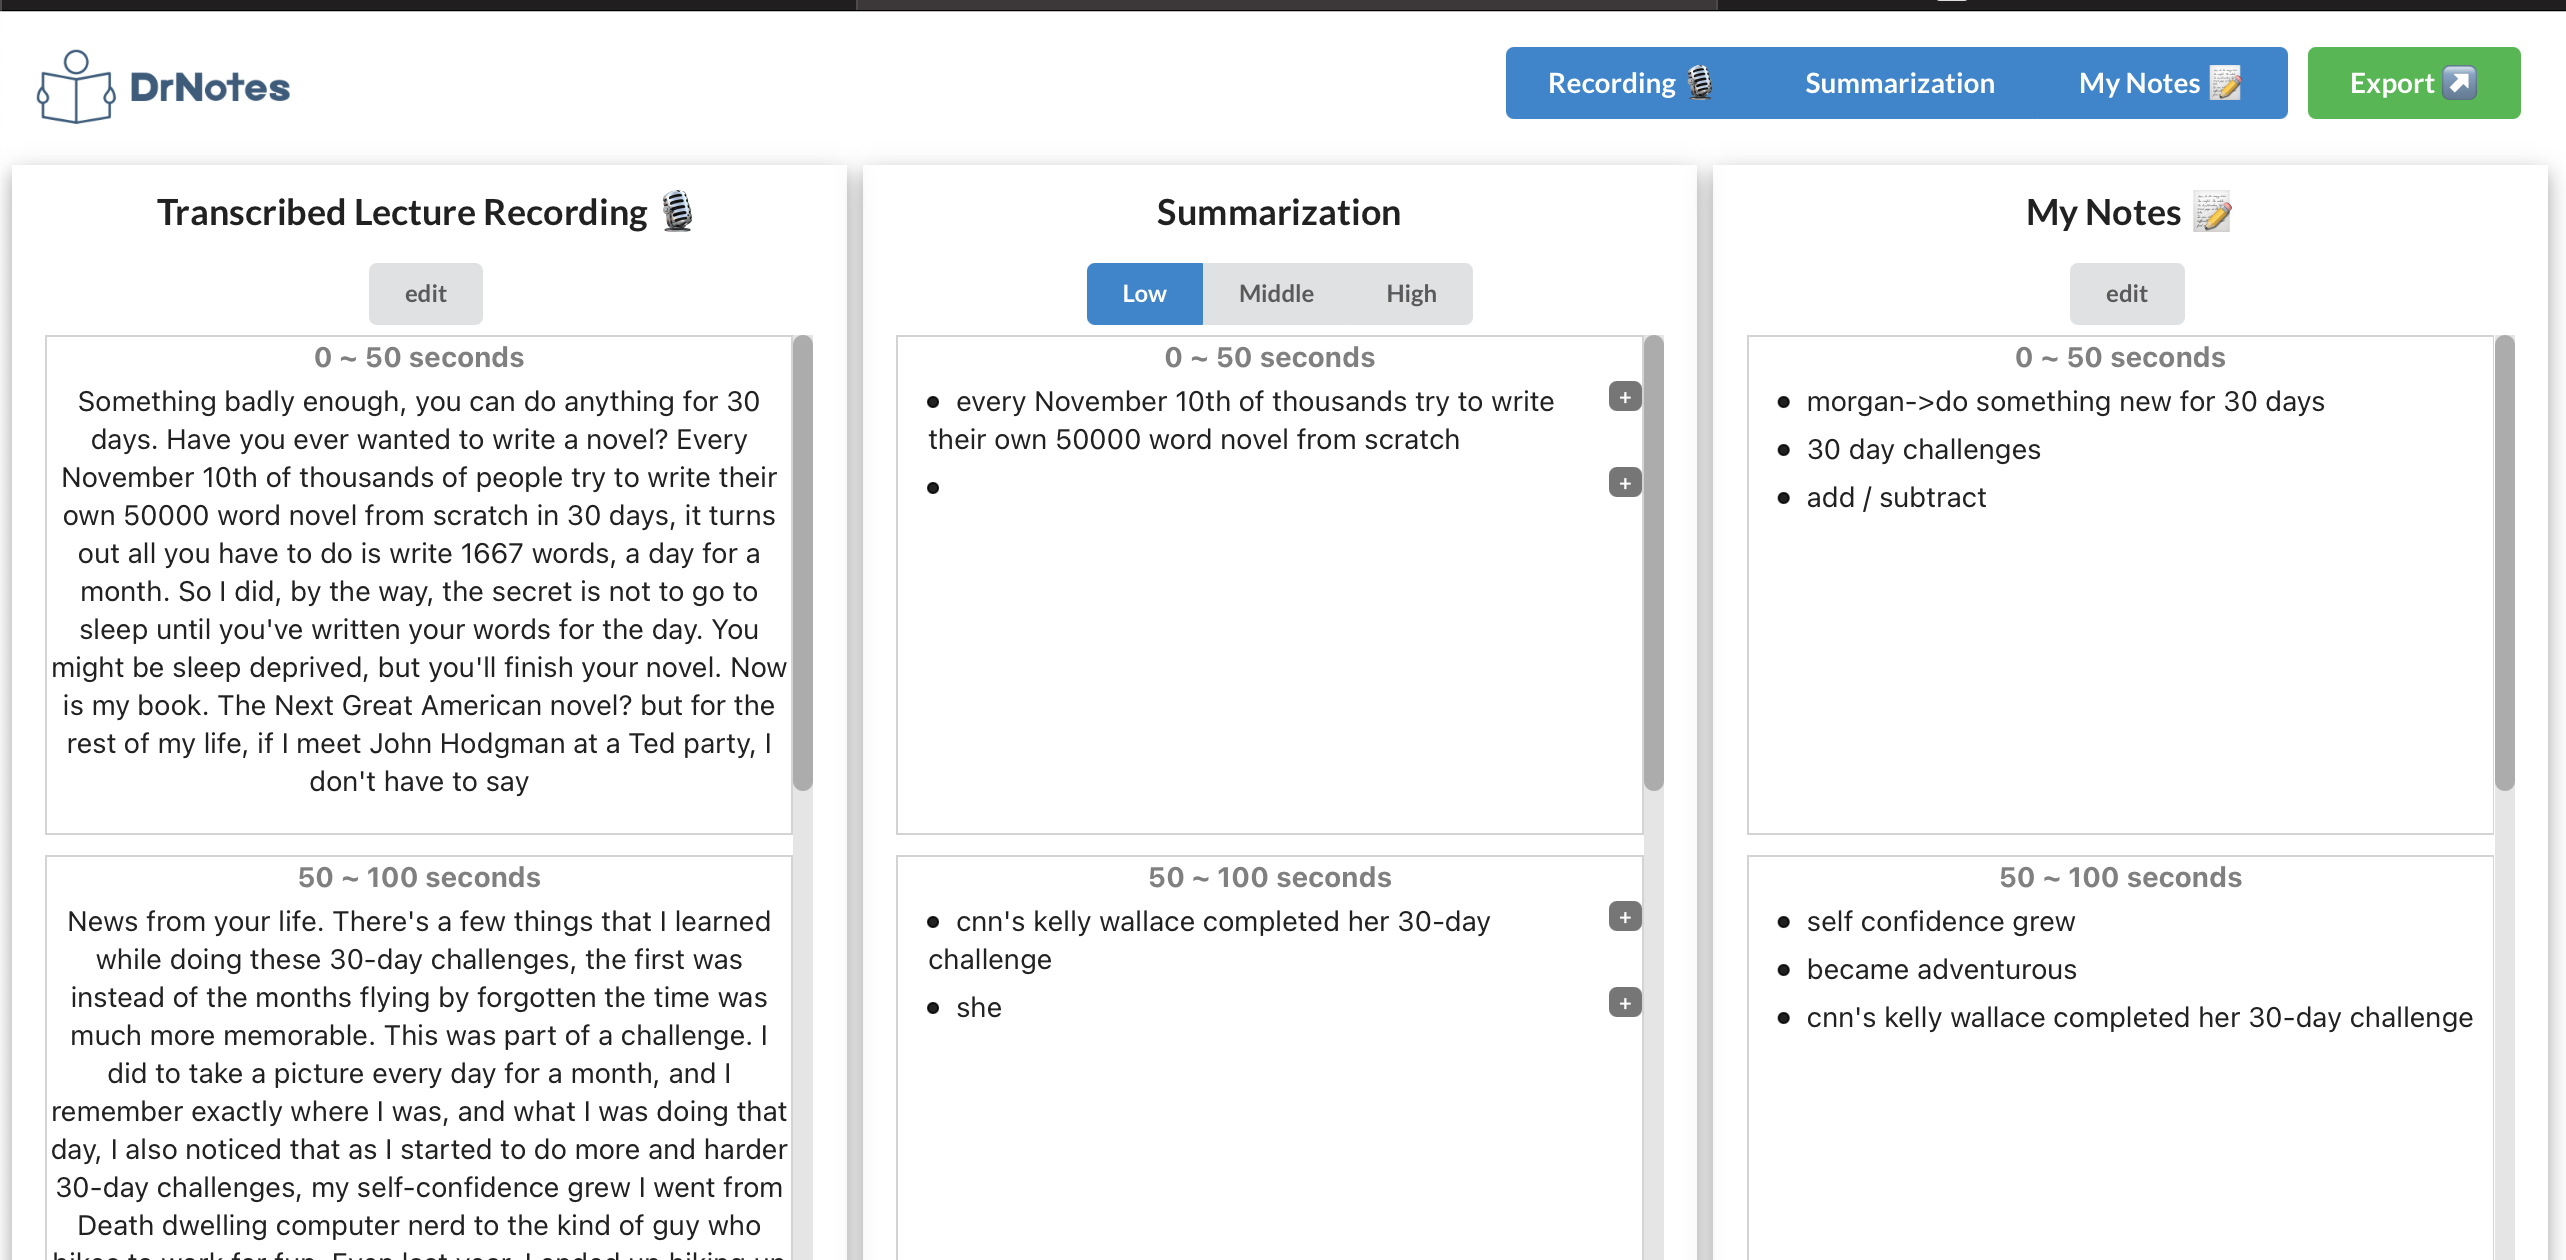 DrNotes
Recording
Summarization
My Notes
Export
Transcribed Lecture Recording
edit
0 ~ 50 seconds
Something badly enough, you can do anything for 30
days. Have you ever wanted to write a novel? Every
November 10th of thousands of people try to write their
own 50000 word novel from scratch in 30 days, it turns
out all you have to do is write 1667 words, a day for a
month. So I did, by the way, the secret is not to go to
sleep until you've written your words for the day. You
might be sleep deprived, but you'll finish your novel. Now
is my book. The Next Great American novel? but for the
rest of my life, if I meet John Hodgman at a Ted party, I
don't have to say
50 ~ 100 seconds
News from your life. There's a few things that I learned
while doing these 30-day challenges, the first was
instead of the months flying by forgotten the time was
much more memorable. This was part of a challenge. I
did to take a picture every day for a month, and I
remember exactly where I was, and what I was doing that
day, I also noticed that as I started to do more and harder
30-day challenges, my self-confidence grew I went from
Death dwelling computer nerd to the kind of guy who
bikes to work for fun. Even last year, I ended up hiking up
Summarization
Low
Middle
High
0 ~ 50 seconds
• every November 10th of thousands try to write
their own 50000 word novel from scratch
+
•
+
50 ~ 100 seconds
• cnn's kelly wallace completed her 30-day
challenge
+
• she
+
My Notes
edit
0 ~ 50 seconds
• morgan->do something new for 30 days
• 30 day challenges
• add / subtract
50 ~ 100 seconds
• self confidence grew
• became adventurous
• cnn's kelly wallace completed her 30-day challenge